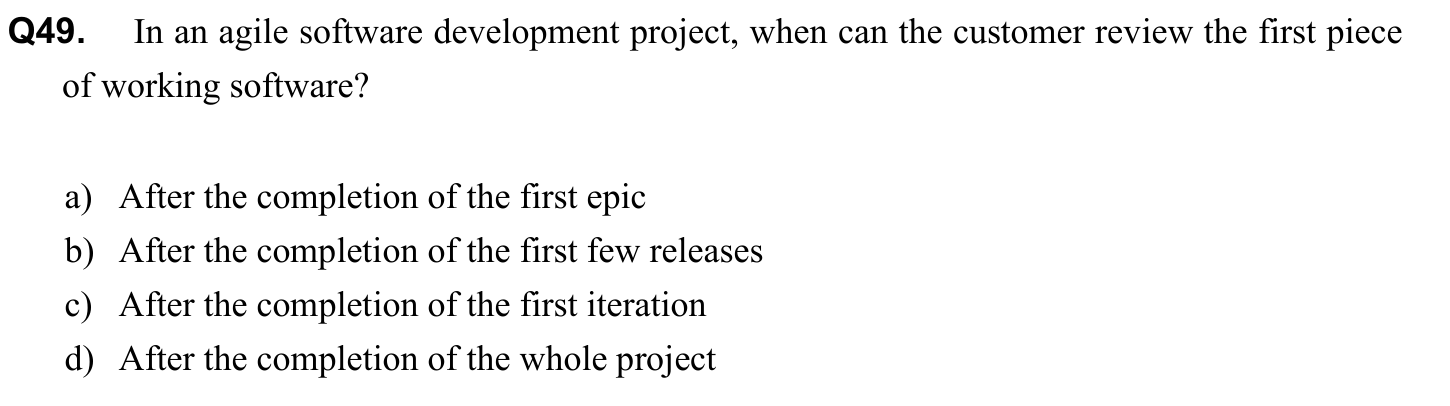 Q49. In an agile software development project, when can the customer review the first piece
of working software?
a) After the completion of the first epic
b) After the completion of the first few releases
c) After the completion of the first iteration
d) After the completion of the whole project